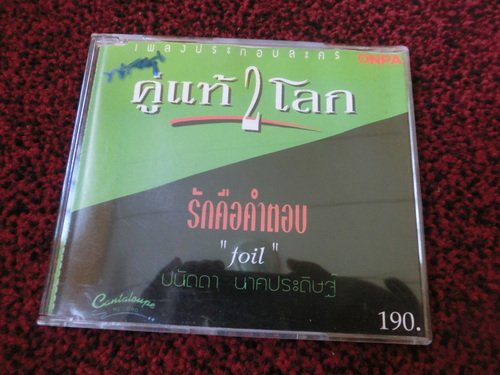 เพลงประกอบละคร
ONPA
คู่แท้ 2 โลก
รักคือคำตอบ
"foil"
ปนัดดา นาคประดิษฐ์
Cantaloupe
190.